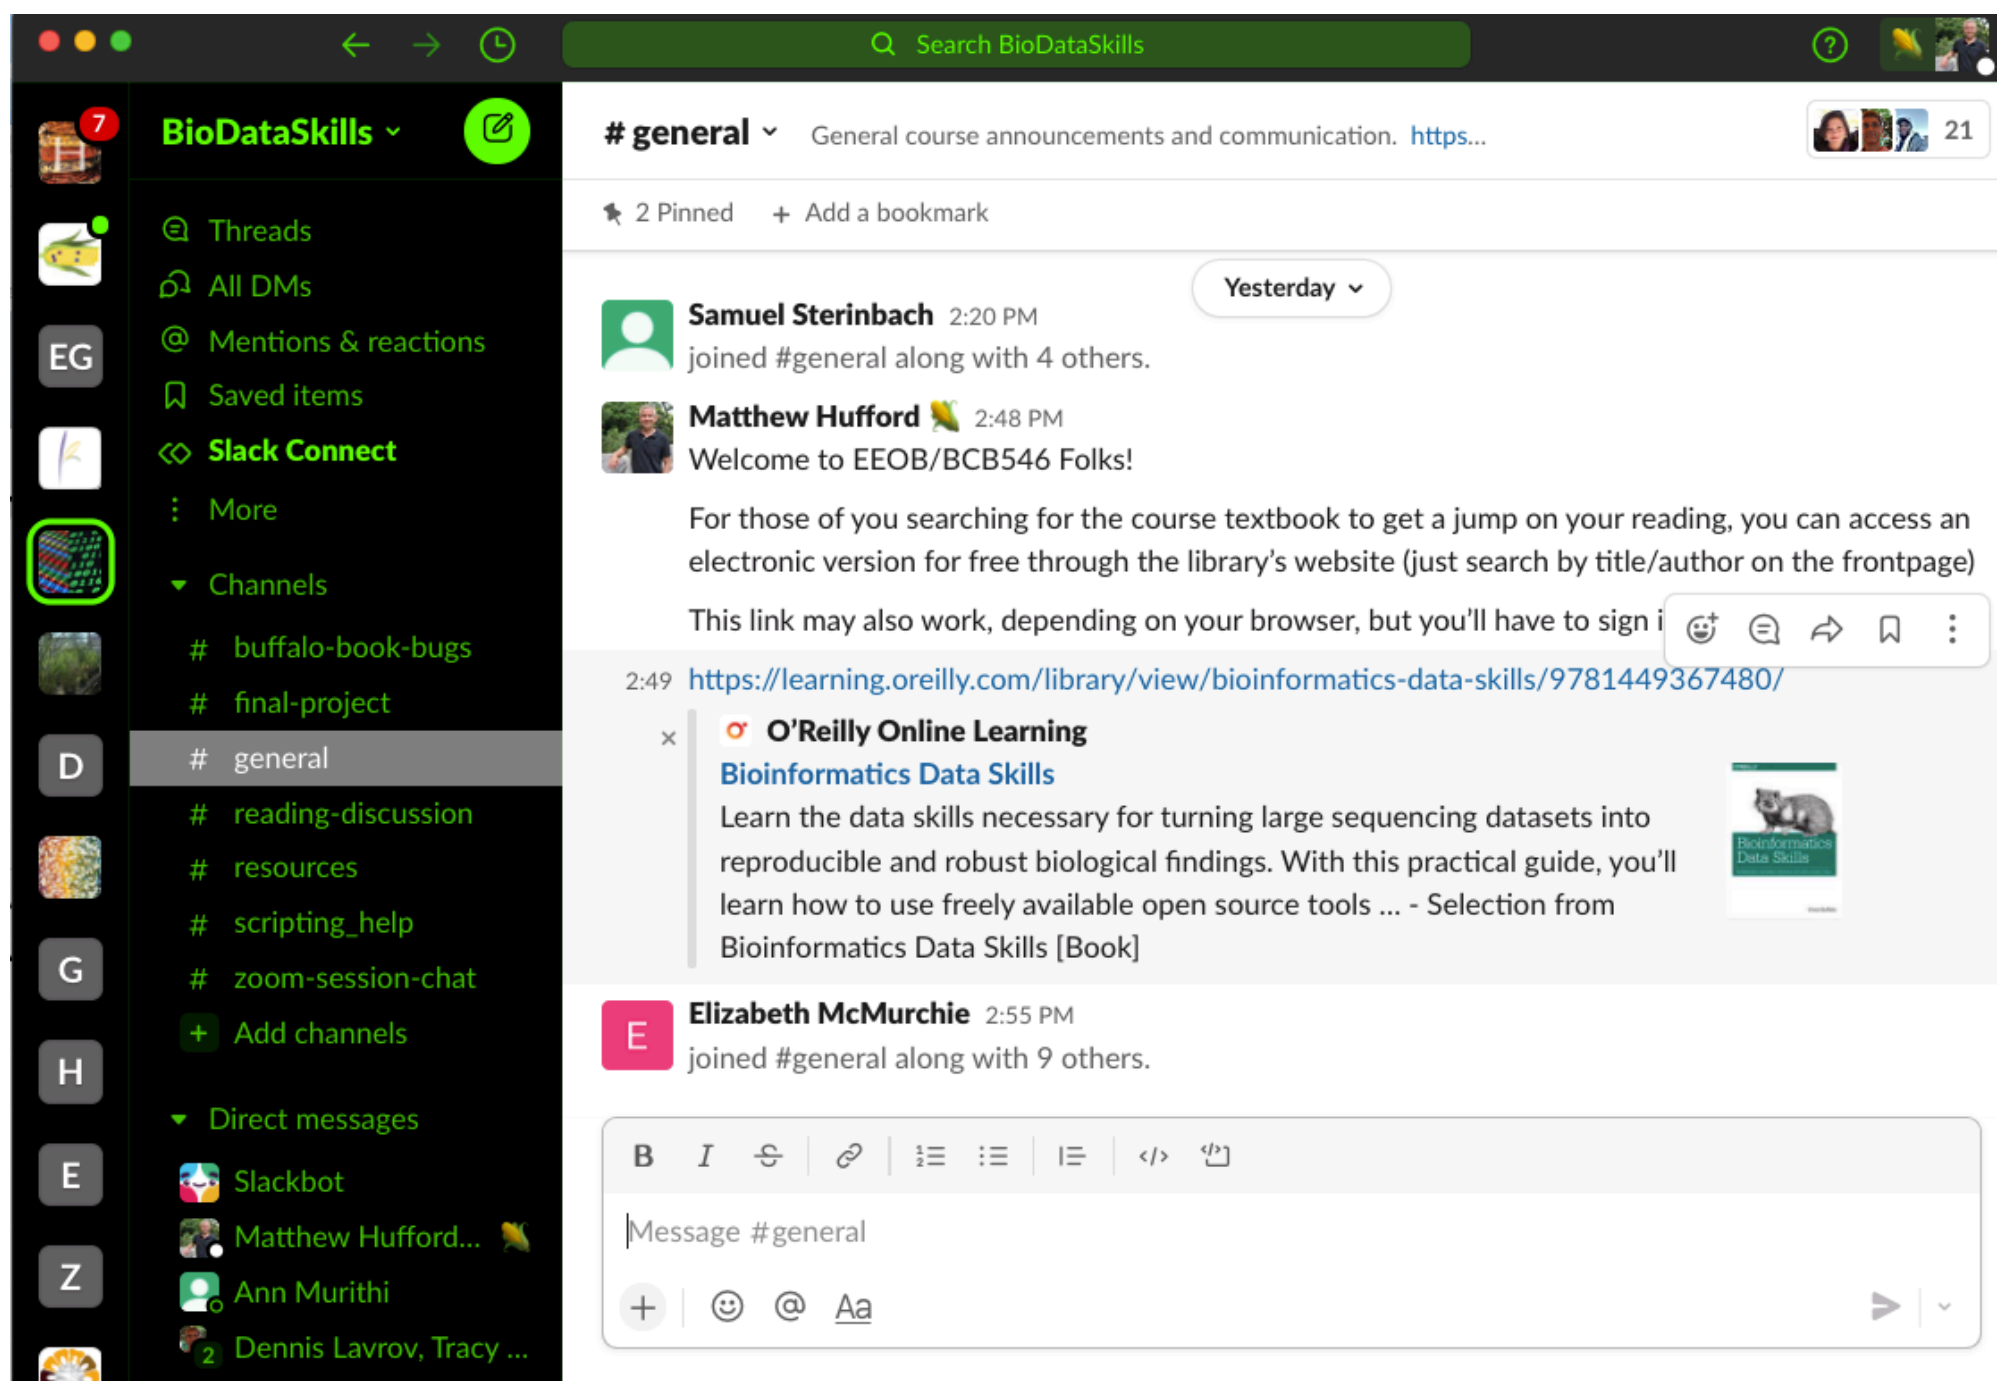 Search BioDataSkills
7
BioDataSkills
# general
General course announcements and communication. https...
21
2 Pinned
+ Add a bookmark
Threads
All DMs
Mentions & reactions
Saved items
Slack Connect
More
Channels
# buffalo-book-bugs
# final-project
# general
# reading-discussion
# resources
# scripting_help
# zoom-session-chat
+ Add channels
Direct messages
Slackbot
Matthew Hufford...
Ann Murithi
2 Dennis Lavrov, Tracy ...
EG
D
G
H
E
Z
Yesterday
Samuel Sterinbach 2:20 PM
joined #general along with 4 others.
Matthew Hufford 2:48 PM
Welcome to EEOB/BCB546 Folks!
For those of you searching for the course textbook to get a jump on your reading, you can access an
electronic version for free through the library’s website (just search by title/author on the frontpage)
This link may also work, depending on your browser, but you’ll have to sign i
2:49 https://learning.oreilly.com/library/view/bioinformatics-data-skills/9781449367480/
O’Reilly Online Learning
Bioinformatics Data Skills
Learn the data skills necessary for turning large sequencing datasets into
reproducible and robust biological findings. With this practical guide, you’ll
learn how to use freely available open source tools ... - Selection from
Bioinformatics Data Skills [Book]
Bioinformatics
Data Skills
E
Elizabeth McMurchie 2:55 PM
joined #general along with 9 others.
B I S
Message #general
+ @ Aa